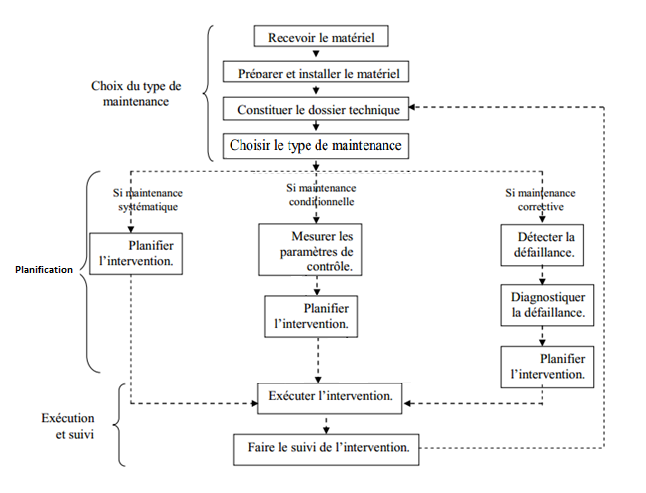 Recevoir le matériel
Préparer et installer le matériel
Choix du type de
maintenance
Constituer le dossier technique
Choisir le type de maintenance
Si maintenance
systématique
Si maintenance
conditionnelle
Si maintenance
corrective
Planification
Planifier
l’intervention.
Mesurer les
paramètres de
contrôle.
Détecter la
défaillance.
Planifier
l’intervention.
Diagnostiquer
la défaillance.
Planifier
l’intervention.
Exécution
et suivi
Exécuter l’intervention.
Faire le suivi de l’intervention.